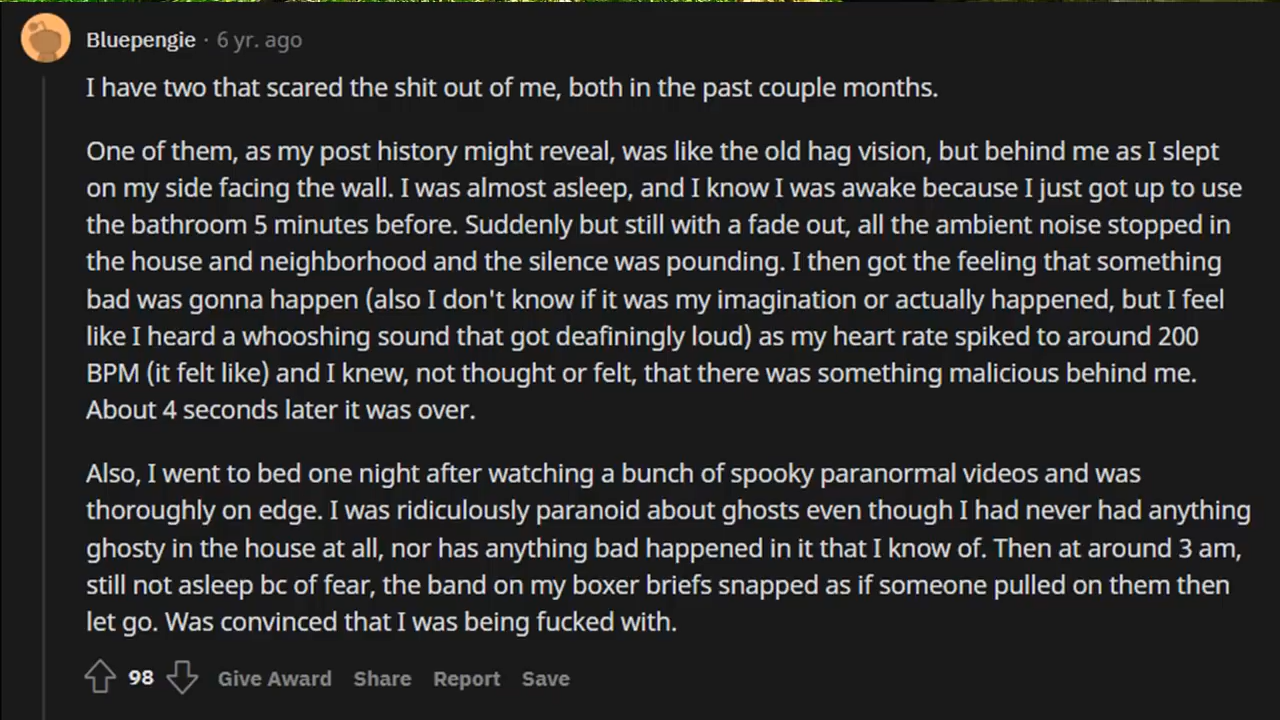 Bluepengie · 6 yr. ago
I have two that scared the shit out of me, both in the past couple months.
One of them, as my post history might reveal, was like the old hag vision, but behind me as I slept
on my side facing the wall. I was almost asleep, and I know I was awake because I just got up to use
the bathroom 5 minutes before. Suddenly but still with a fade out, all the ambient noise stopped in
the house and neighborhood and the silence was pounding. I then got the feeling that something
bad was gonna happen (also I don't know if it was my imagination or actually happened, but I feel
like I heard a whooshing sound that got deafiningly loud) as my heart rate spiked to around 200
BPM (it felt like) and I knew, not thought or felt, that there was something malicious behind me.
About 4 seconds later it was over.
Also, I went to bed one night after watching a bunch of spooky paranormal videos and was
thoroughly on edge. I was ridiculously paranoid about ghosts even though I had never had anything
ghosty in the house at all, nor has anything bad happened in it that I know of. Then at around 3 am,
still not asleep bc of fear, the band on my boxer briefs snapped as if someone pulled on them then
let go. Was convinced that I was being fucked with.
98 Give Award Share Report Save